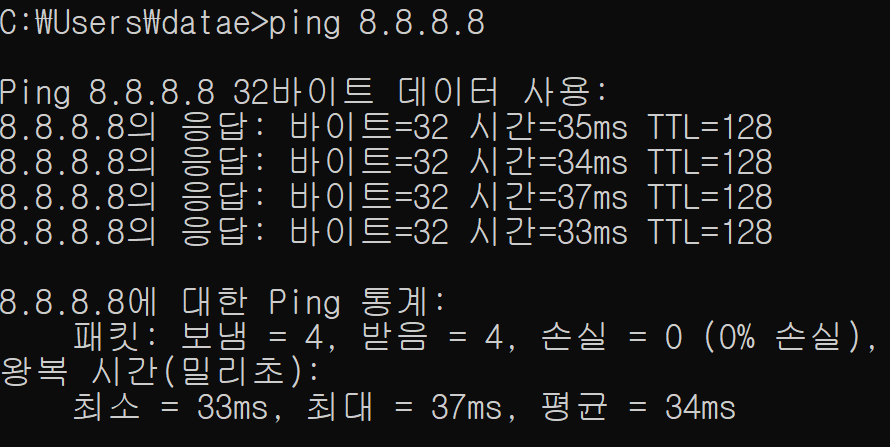 C:₩Users₩datae>ping 8.8.8.8
Ping 8.8.8.8 32바이트 데이터 사용:
8.8.8.8의 응답: 바이트=32 시간=35ms TTL=128
8.8.8.8의 응답: 바이트=32 시간=34ms TTL=128
8.8.8.8의 응답: 바이트=32 시간=37ms TTL=128
8.8.8.8의 응답: 바이트=32 시간=33ms TTL=128
8.8.8.8에 대한 Ping 통계:
패킷: 보냄 = 4, 받음 = 4, 손실 = 0 (0% 손실),
왕복 시간(밀리초):
최소 = 33ms, 최대 = 37ms, 평균 = 34ms